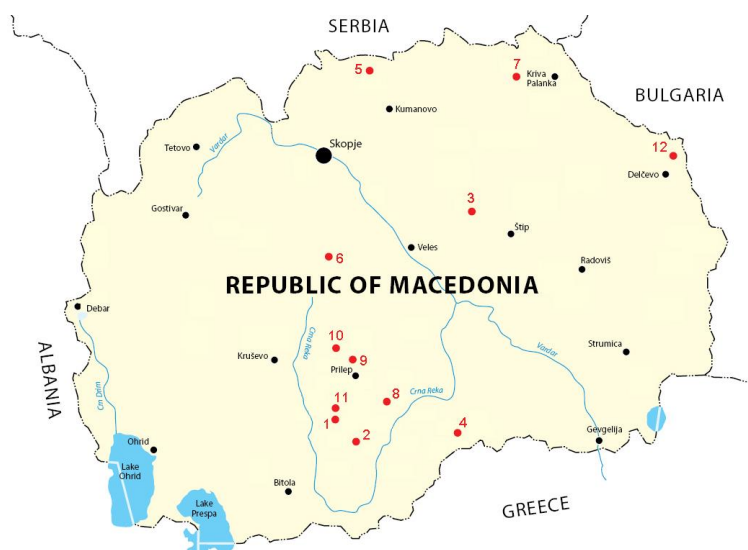 SERBIA
5
7
Kriva
Palanka
BULGARIA
Kumanovo
Vardar
Skopje
Tetovo
12
Delčevo
3
Gostivar
Štip
Veles
6
Radoviš
REPUBLIC OF MACEDONIA
Debar
Crna Reka
10
Vardar
Strumica
ALBANIA
Kruševo
9
Prilep
Crn Drim
11
8
Crna Reka
1
4
Gevgelija
2
Ohrid
Lake
Ohrid
Bitola
Lake
Prespa
GREECE